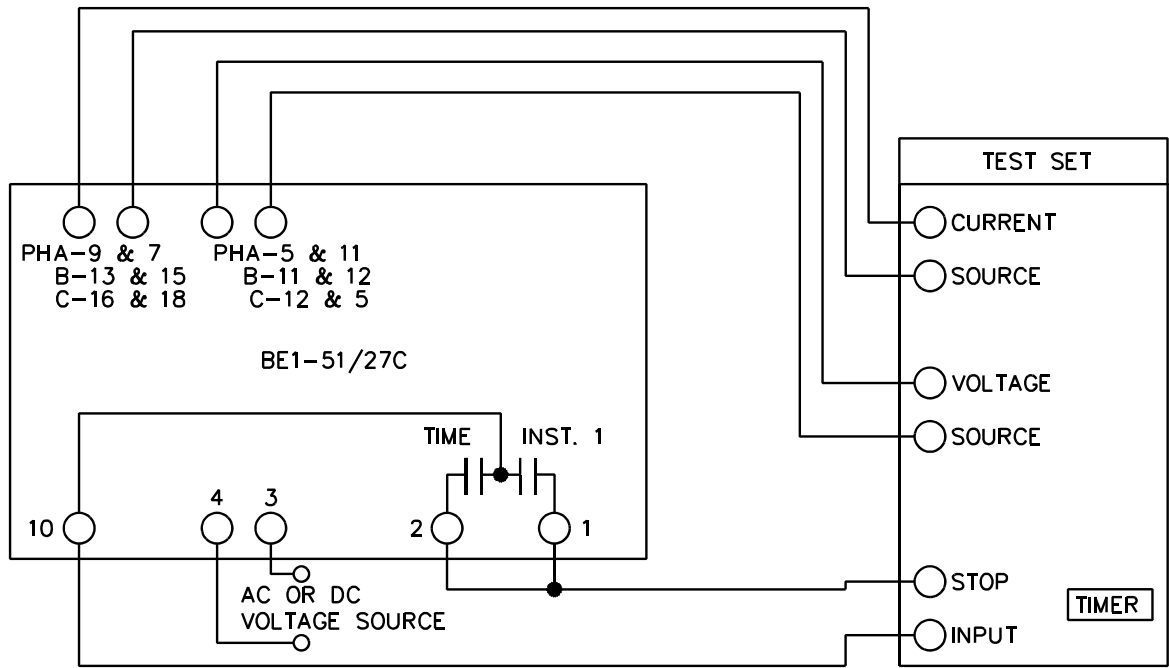 TEST SET
CURRENT
SOURCE
VOLTAGE
SOURCE
STOP
TIMER
INPUT
PHA-9 & 7
B-13 & 15
C-16 & 18
PHA-5 & 11
B-11 & 12
C-12 & 5
BE1-51/27C
TIME
INST. 1
10
4
3
2
1
AC OR DC
VOLTAGE SOURCE